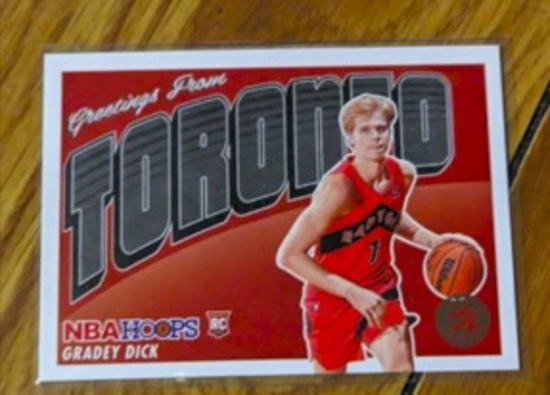 Greetings From
TORONTO
RAPTORS
1
NBA HOOPS RC
GRADEY DICK